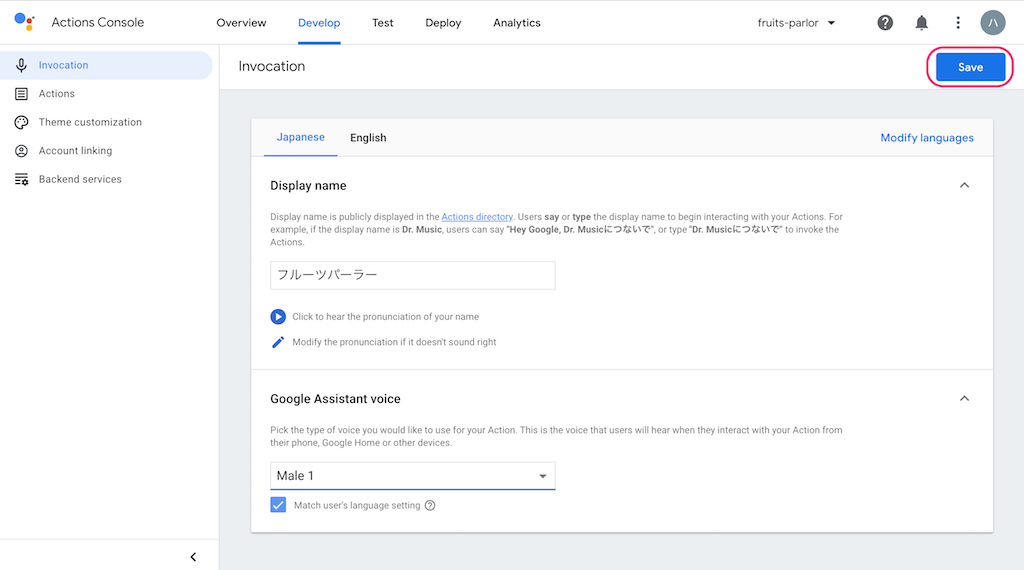 Actions Console
Overview
Develop
Test
Deploy
Analytics
fruits-parlor
Invocation
Actions
Theme customization
Account linking
Backend services
Invocation
Save
Japanese
English
Modify languages
Display name
Display name is publicly displayed in the Actions directory. Users say or type the display name to begin interacting with your Actions. For
example, if the display name is Dr. Music, users can say "Hey Google, Dr. Musicにつないで", or type "Dr. Musicにつないで" to invoke the
Actions.
フルーツパーラー
Click to hear the pronunciation of your name
Modify the pronunciation if it doesn't sound right
Google Assistant voice
Pick the type of voice you would like to use for your Action. This is the voice that users will hear when they interact with your Action from
their phone, Google Home or other devices.
Male 1
Match user's language setting